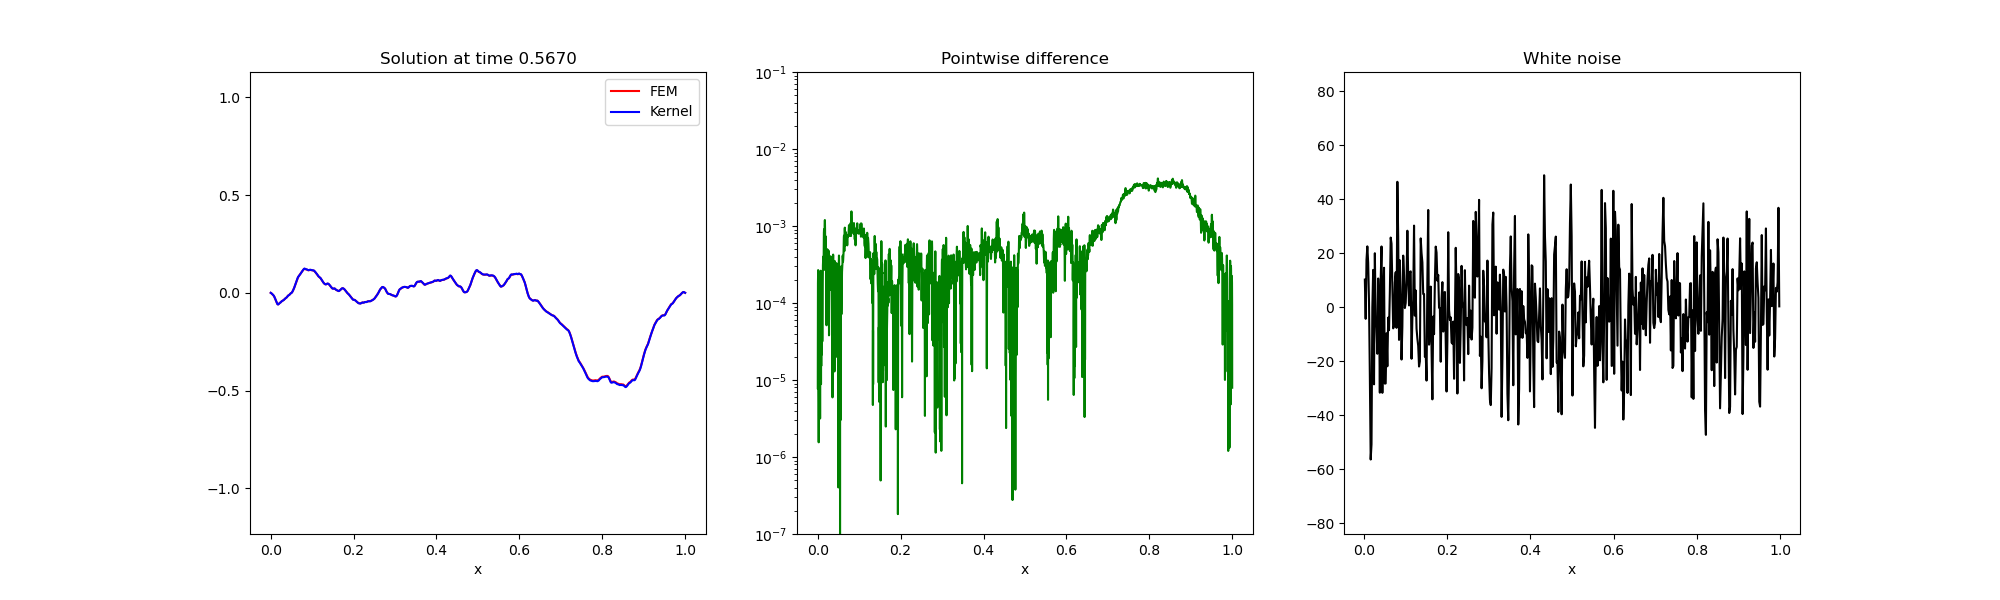 Solution at time 0.5670
1.0
0.5
0.0
−0.5
−1.0
FEM
Kernel
0.0 0.2 0.4 0.6 0.8 1.0
x
Pointwise difference
10⁻¹
10⁻²
10⁻³
10⁻⁴
10⁻⁵
10⁻⁶
10⁻⁷
0.0 0.2 0.4 0.6 0.8 1.0
x
White noise
80
60
40
20
0
−20
−40
−60
−80
0.0 0.2 0.4 0.6 0.8 1.0
x